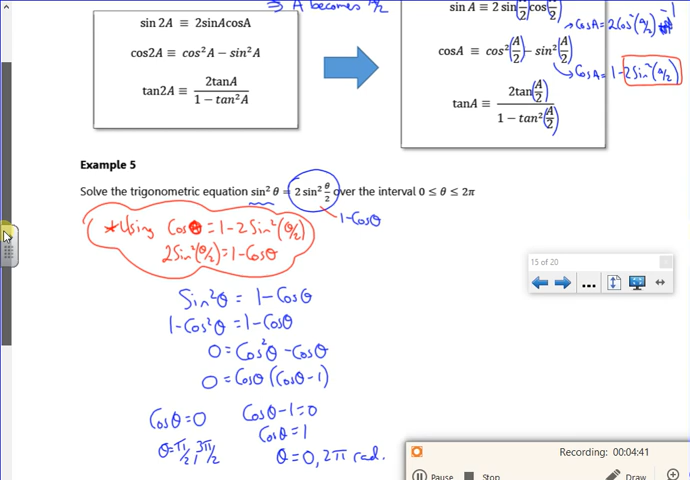 A becomes A/2
sin 2A ≡ 2sinAcosA
cos2A ≡ cos²A − sin²A
tan2A ≡ 2tanA / 1 − tan²A
sinA ≡ 2 sin(A/2)cos(A/2)
CosA = 2Cos²(A/2) -1
cosA ≡ cos²(A/2) − sin²(A/2)
CosA = 1-2Sin²(A/2)
tanA ≡ 2tan(A/2) / 1 − tan²(A/2)
Example 5
Solve the trigonometric equation sin² θ = 2 sin² θ/2 over the interval 0 ≤ θ ≤ 2π
1-Cosθ
*Using Cosθ = 1-2Sin²(θ/2)
2Sin²(θ/2) = 1-Cosθ
Sin²θ = 1-Cosθ
1-Cos²θ = 1-Cosθ
0 = Cos²θ - Cosθ
0 = Cosθ (Cosθ-1)
Cosθ = 0
Cosθ-1 = 0
Cosθ = 1
θ = π/2, 3π/2
θ = 0, 2π rad.
15 of 20
...
Recording: 00:04:41
Pause
Stop
Draw
Zoom